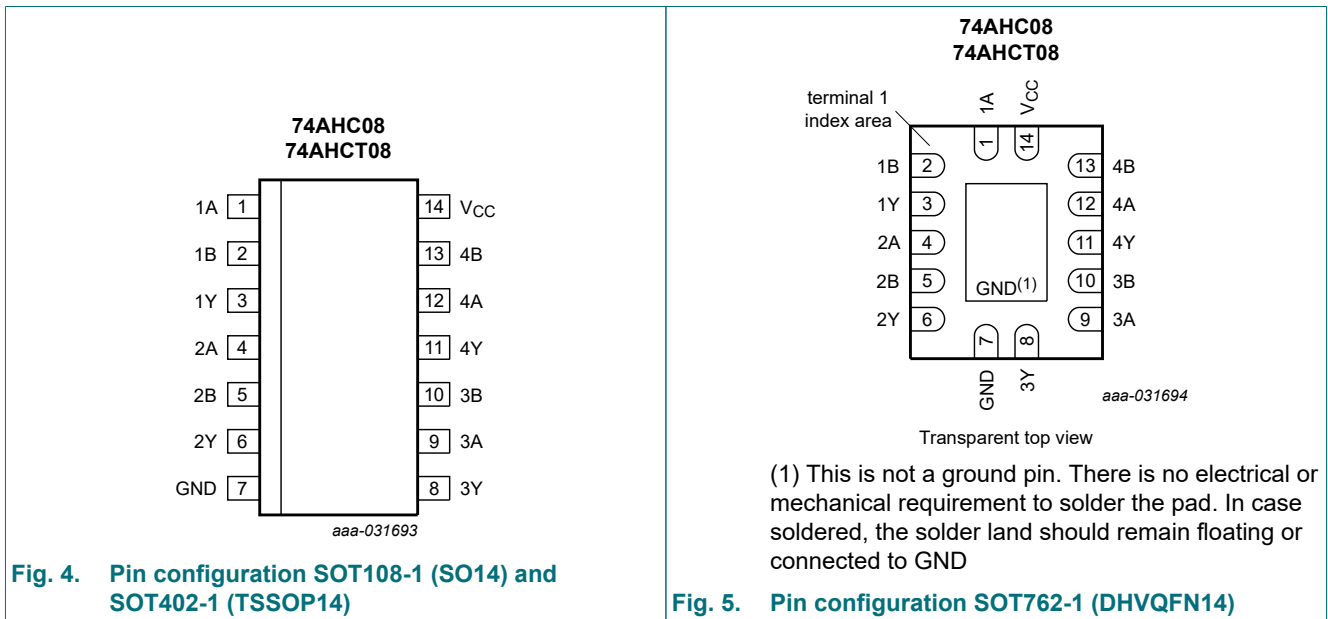 74AHC08
74AHCT08
1A 1
1B 2
1Y 3
2A 4
2B 5
2Y 6
GND 7
14 VCC
13 4B
12 4A
11 4Y
10 3B
9 3A
8 3Y
aaa-031693
Fig. 4. Pin configuration SOT108-1 (SO14) and
SOT402-1 (TSSOP14)
74AHC08
74AHCT08
terminal 1
index area
1A
VCC
1
14
1B 2
1Y 3
2A 4
2B 5
2Y 6
13 4B
12 4A
11 4Y
10 3B
9 3A
GND(1)
7
8
GND
3Y
aaa-031694
Transparent top view
(1) This is not a ground pin. There is no electrical or
mechanical requirement to solder the pad. In case
soldered, the solder land should remain floating or
connected to GND
Fig. 5. Pin configuration SOT762-1 (DHVQFN14)